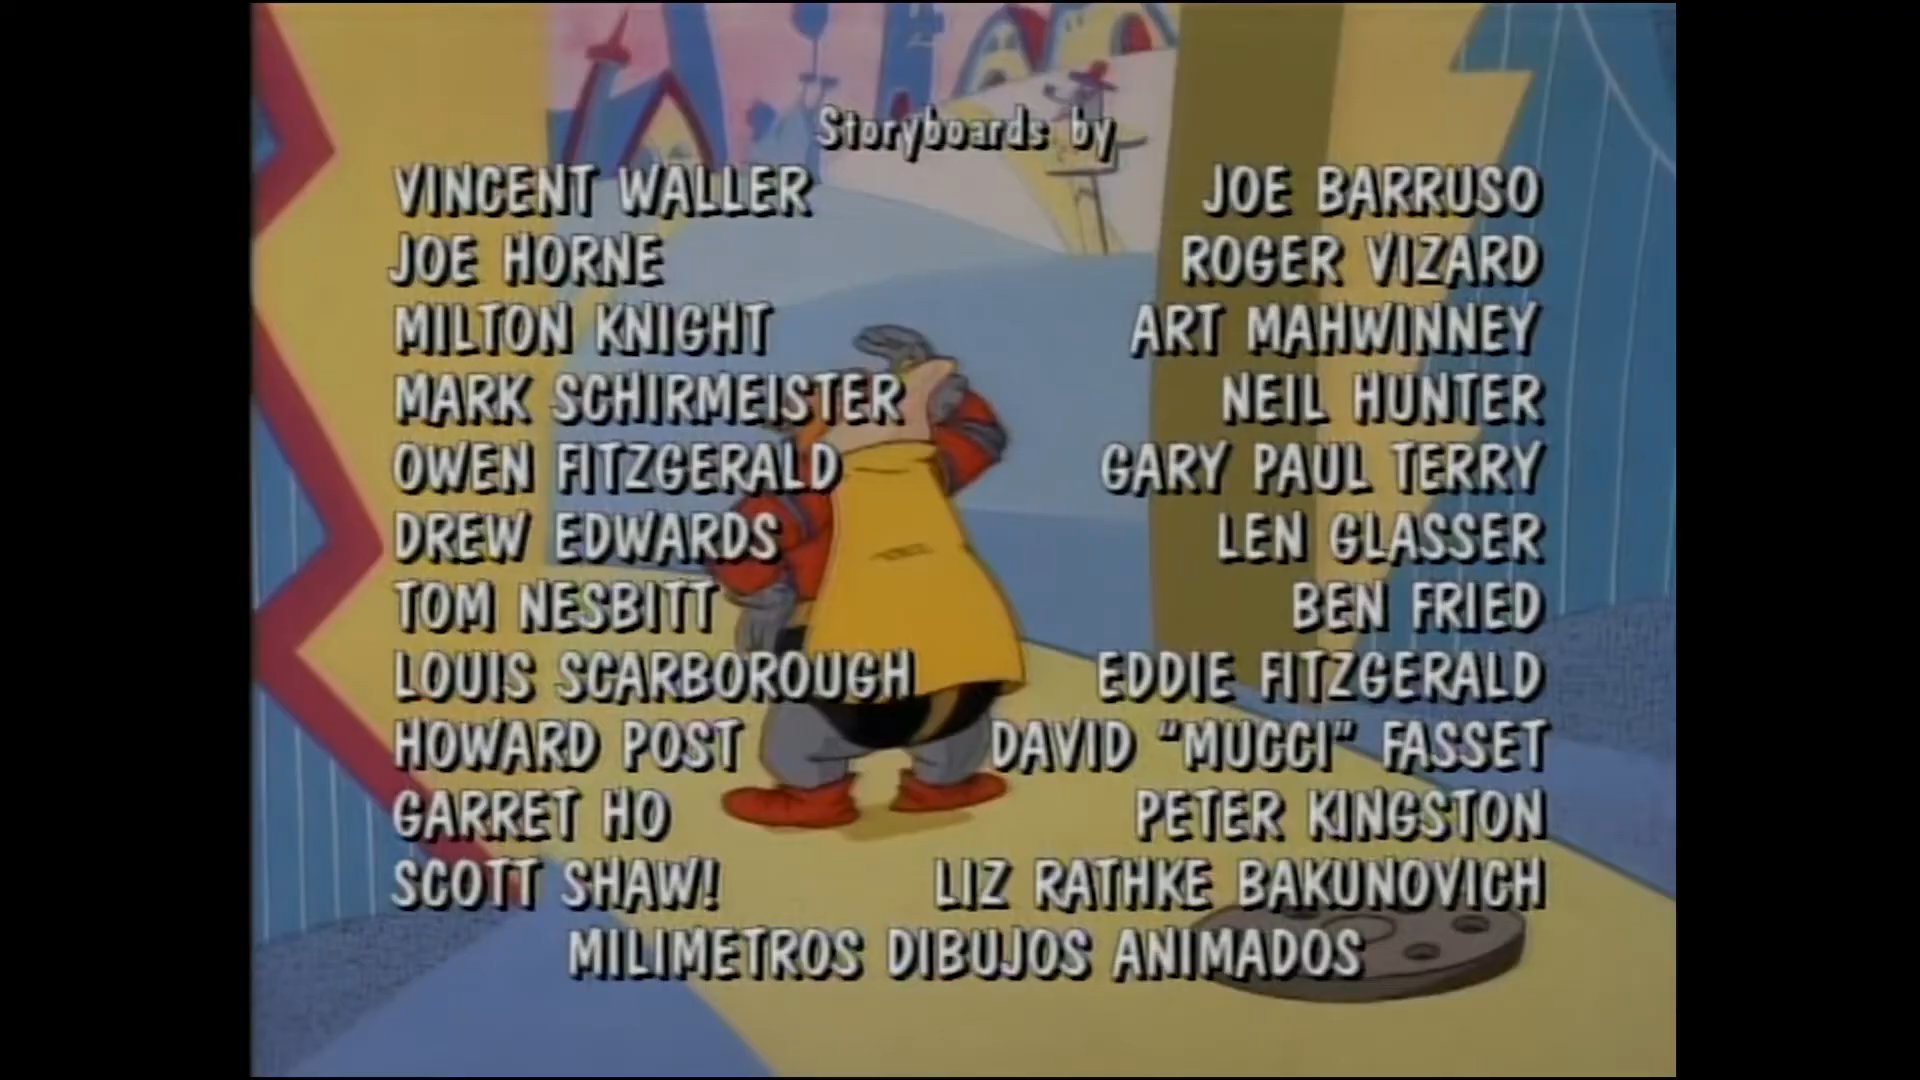 Storyboards by
VINCENT WALLER JOE BARRUSO
JOE HORNE ROGER VIZARD
MILTON KNIGHT ART MAHWINNEY
MARK SCHIRMEISTER NEIL HUNTER
OWEN FITZGERALD GARY PAUL TERRY
DREW EDWARDS LEN GLASSER
TOM NESBITT BEN FRIED
LOUIS SCARBOROUGH EDDIE FITZGERALD
HOWARD POST DAVID "MUCCI" FASSET
GARRET HO PETER KINGSTON
SCOTT SHAW! LIZ RATHKE BAKUNOVICH
MILIMETROS DIBUJOS ANIMADOS